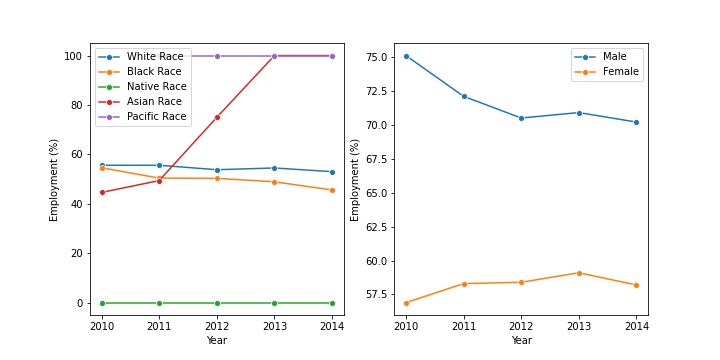 White Race
Black Race
Native Race
Asian Race
Pacific Race
100
80
60
40
20
0
Employment (%)
2010 2011 2012 2013 2014
Year
Male
Female
75.0
72.5
70.0
67.5
65.0
62.5
60.0
57.5
Employment (%)
2010 2011 2012 2013 2014
Year